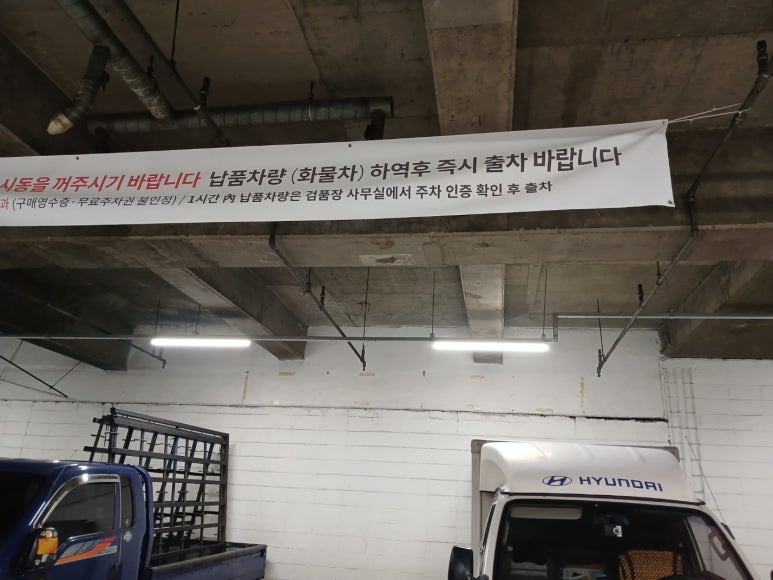 시동을 꺼주시기 바랍니다 납품차량 (화물차) 하역후 즉시 출차 바랍니다
과 (구매영수증·무료주차권 불인정) / 1시간 內 납품차량은 검품장 사무실에서 주차 인증 확인 후 출차
HYUNDAI